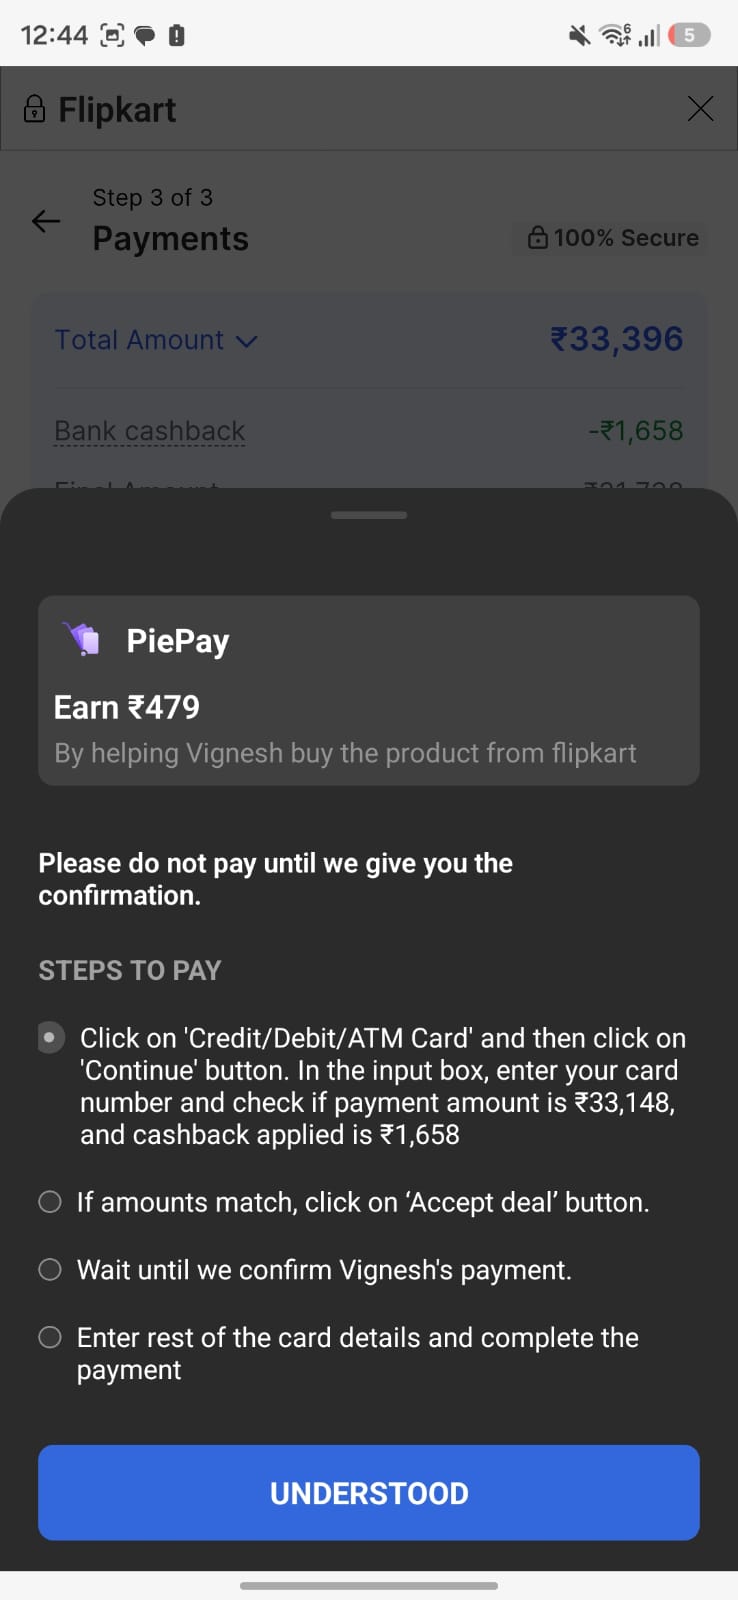 12:44
6
5
Flipkart
Step 3 of 3
Payments
100% Secure
Total Amount
₹33,396
Bank cashback
-₹1,658
Final Amount
PiePay
Earn ₹479
By helping Vignesh buy the product from flipkart
Please do not pay until we give you the
confirmation.
STEPS TO PAY
Click on 'Credit/Debit/ATM Card' and then click on
'Continue' button. In the input box, enter your card
number and check if payment amount is ₹33,148,
and cashback applied is ₹1,658
If amounts match, click on ‘Accept deal’ button.
Wait until we confirm Vignesh's payment.
Enter rest of the card details and complete the
payment
UNDERSTOOD